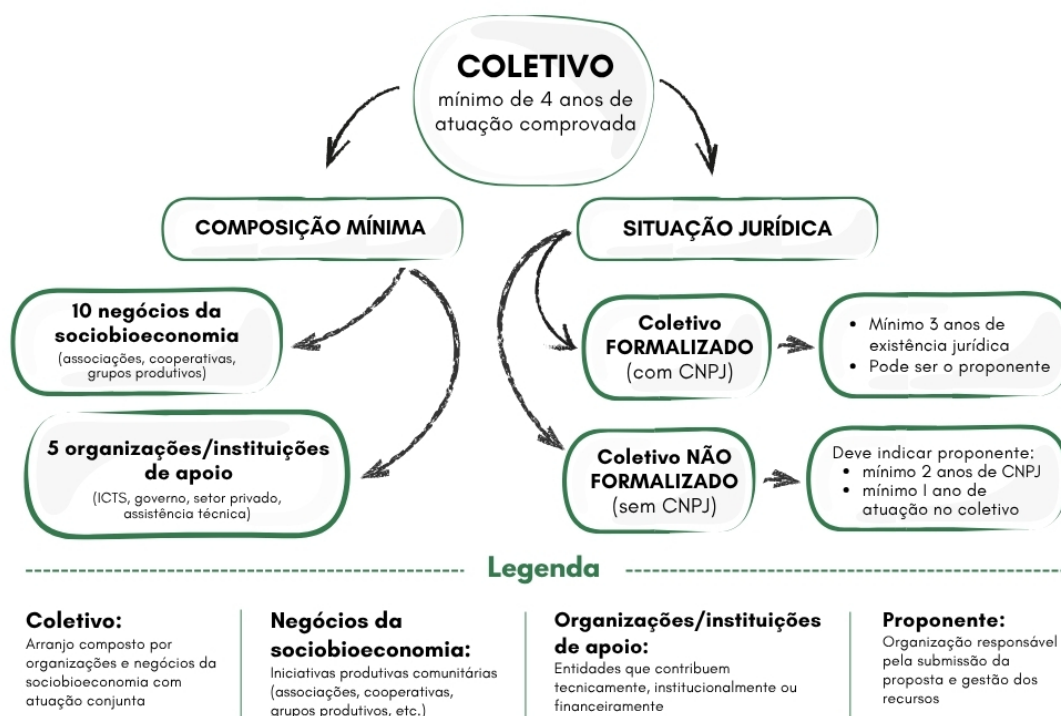 COLETIVO
mínimo de 4 anos de
atuação comprovada
COMPOSIÇÃO MÍNIMA
SITUAÇÃO JURÍDICA
10 negócios da
sociobioeconomia
(associações, cooperativas,
grupos produtivos)
5 organizações/instituições
de apoio
(ICTS, governo, setor privado,
assistência técnica)
Coletivo
FORMALIZADO
(com CNPJ)
• Mínimo 3 anos de
existência jurídica
• Pode ser o proponente
Coletivo NÃO
FORMALIZADO
(sem CNPJ)
Deve indicar proponente:
• mínimo 2 anos de CNPJ
• mínimo 1 ano de
atuação no coletivo
Legenda
Coletivo:
Arranjo composto por
organizações e negócios da
sociobioeconomia com
atuação conjunta
Negócios da
sociobioeconomia:
Iniciativas produtivas comunitárias
(associações, cooperativas,
grupos produtivos, etc.)
Organizações/instituições
de apoio:
Entidades que contribuem
tecnicamente, institucionalmente ou
financeiramente
Proponente:
Organização responsável
pela submissão da
proposta e gestão dos
recursos